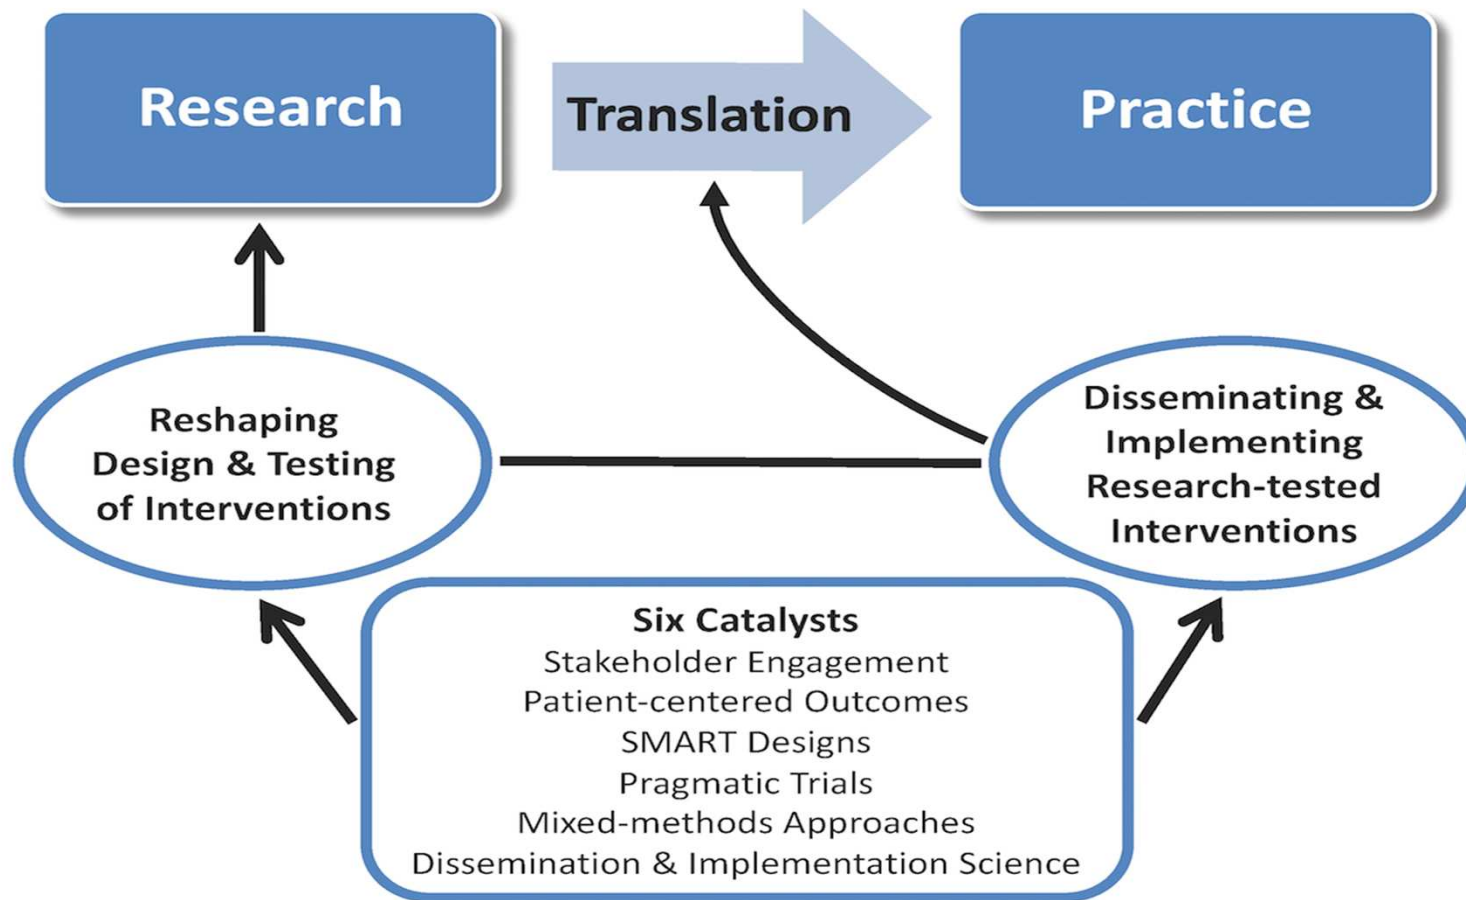 Research
Translation
Practice
Reshaping
Design & Testing
of Interventions
Disseminating &
Implementing
Research-tested
Interventions
Six Catalysts
Stakeholder Engagement
Patient-centered Outcomes
SMART Designs
Pragmatic Trials
Mixed-methods Approaches
Dissemination & Implementation Science